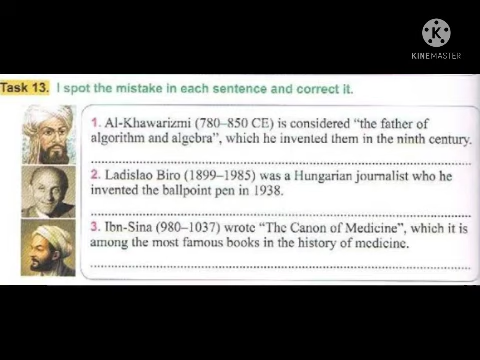 KINEMASTER
Task 13. I spot the mistake in each sentence and correct it.
1. Al-Khawarizmi (780–850 CE) is considered "the father of
algorithm and algebra", which he invented them in the ninth century.
2. Ladislao Biro (1899–1985) was a Hungarian journalist who he
invented the ballpoint pen in 1938.
3. Ibn-Sina (980–1037) wrote "The Canon of Medicine", which it is
among the most famous books in the history of medicine.